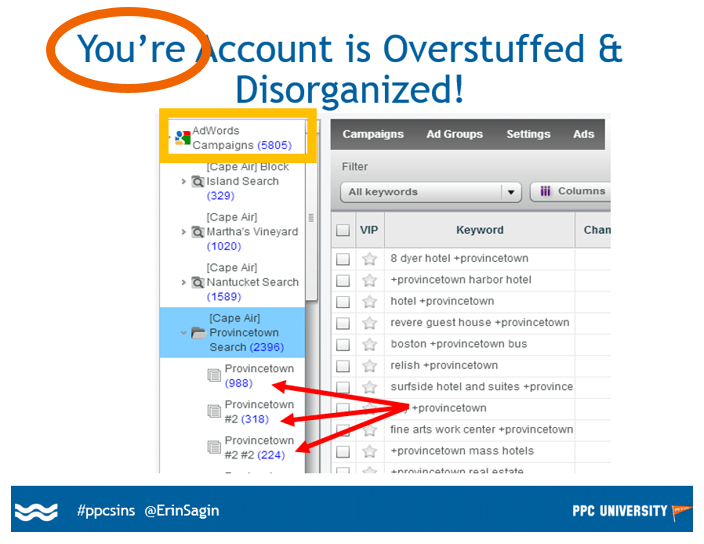 You're Account is Overstuffed &
Disorganized!
AdWords
Campaigns (5805)
[Cape Air] Block
Island Search
(329)
[Cape Air]
Martha's Vineyard
(1020)
[Cape Air]
Nantucket Search
(1589)
[Cape Air]
Provincetown
Search (2396)
Provincetown
(988)
Provincetown
#2 (318)
Provincetown
#2 #2 (224)
Campaigns Ad Groups Settings Ads
Filter
All keywords Columns
VIP Keyword Chan
8 dyer hotel +provincetown
+provincetown harbor hotel
hotel +provincetown
revere guest house +provincetown
boston +provincetown bus
relish +provincetown
surfside hotel and suites +province
+provincetown
fine arts work center +provincetown
+provincetown mass hotels
+provincetown real estate
#ppcsins @ErinSagin
PPC UNIVERSITY